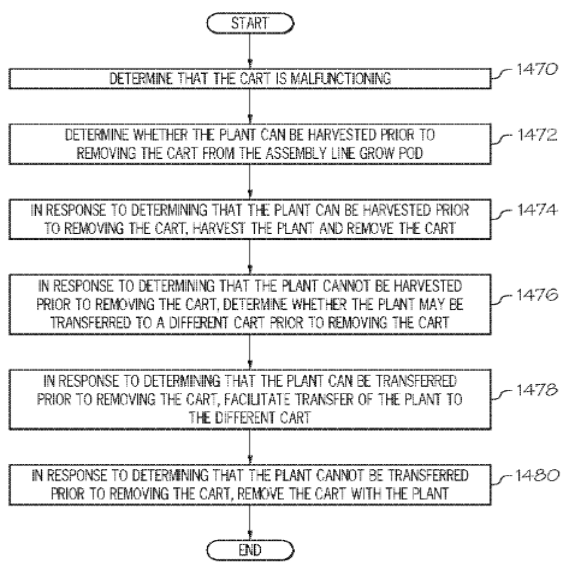 START
DETERMINE THAT THE CART IS MALFUNCTIONING
1470
DETERMINE WHETHER THE PLANT CAN BE HARVESTED PRIOR TO
REMOVING THE CART FROM THE ASSEMBLY LINE GROW POD
1472
IN RESPONSE TO DETERMINING THAT THE PLANT CAN BE HARVESTED PRIOR
TO REMOVING THE CART, HARVEST THE PLANT AND REMOVE THE CART
1474
IN RESPONSE TO DETERMINING THAT THE PLANT CANNOT BE HARVESTED
PRIOR TO REMOVING THE CART, DETERMINE WHETHER THE PLANT MAY BE
TRANSFERRED TO A DIFFERENT CART PRIOR TO REMOVING THE CART
1476
IN RESPONSE TO DETERMINING THAT THE PLANT CAN BE TRANSFERRED
PRIOR TO REMOVING THE CART, FACILITATE TRANSFER OF THE PLANT TO
THE DIFFERENT CART
1478
IN RESPONSE TO DETERMINING THAT THE PLANT CANNOT BE TRANSFERRED
PRIOR TO REMOVING THE CART, REMOVE THE CART WITH THE PLANT
1480
END